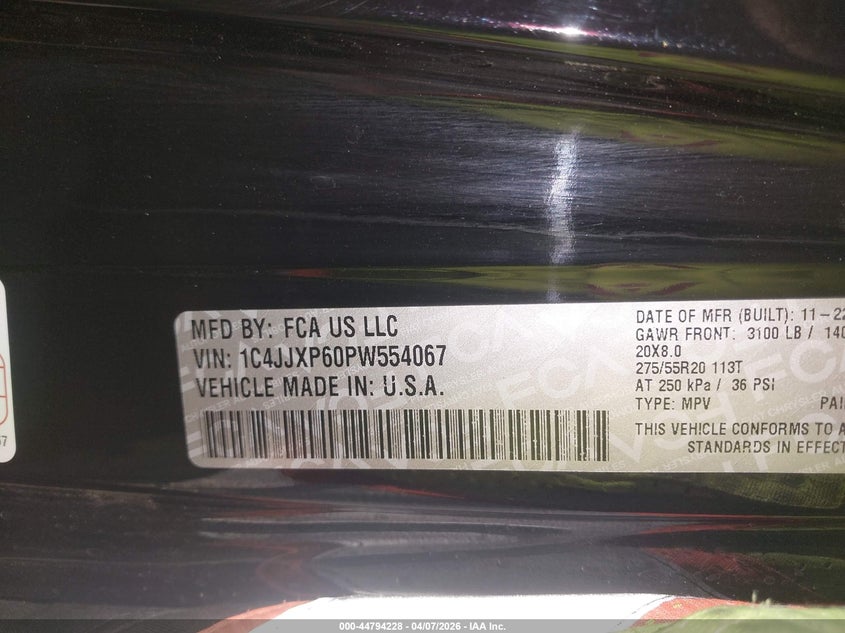 MFD BY: FCA US LLC
VIN: 1C4JJXP60PW554067
VEHICLE MADE IN: U.S.A.
DATE OF MFR (BUILT): 11-22
GAWR FRONT: 3100 LB / 140
20X8.0
275/55R20 113T
AT 250 kPa / 36 PSI
TYPE: MPV PAI
THIS VEHICLE CONFORMS TO A
STANDARDS IN EFFECT
000-44794228 - 04/07/2026 - IAA Inc.